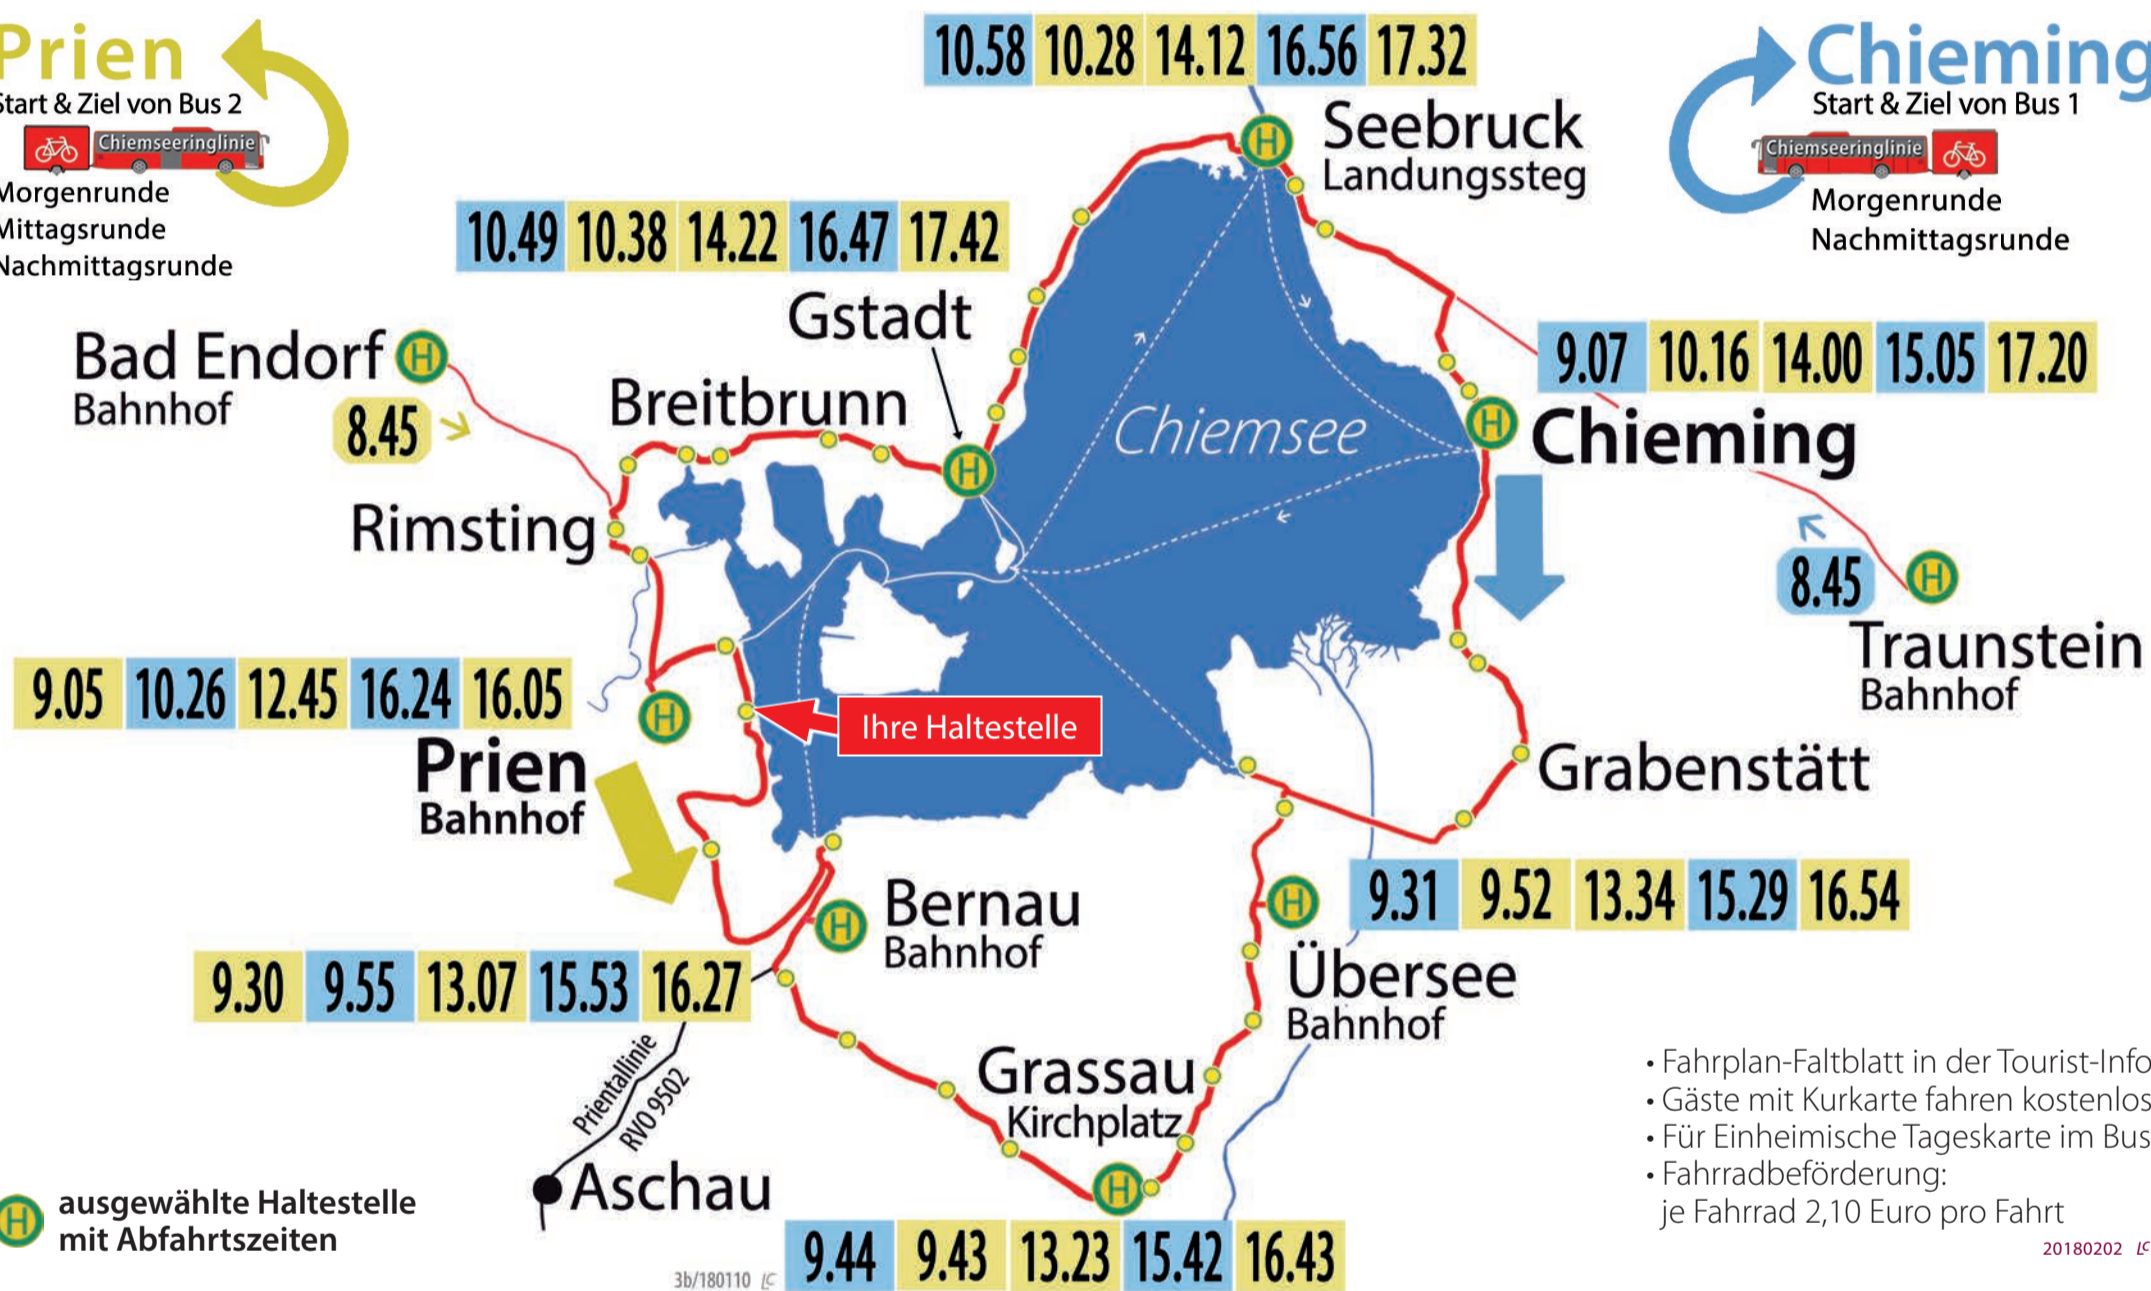 Prien
Start & Ziel von Bus 2
Chiemseeringlinie
Morgenrunde
Mittagsrunde
Nachmittagsrunde
10.58 10.28 14.12 16.56 17.32
Seebruck
Landungssteg
Chieming
Start & Ziel von Bus 1
Chiemseeringlinie
Morgenrunde
Nachmittagsrunde
10.49 10.38 14.22 16.47 17.42
Gstadt
Bad Endorf H
Bahnhof
8.45
Breitbrunn
H
H
Chiemsee
9.07 10.16 14.00 15.05 17.20
H Chieming
Rimsting
8.45 H
Traunstein
Bahnhof
9.05 10.26 12.45 16.24 16.05
H
Prien
Bahnhof
Ihre Haltestelle
Grabenstätt
H Bernau
Bahnhof
H
9.31 9.52 13.34 15.29 16.54
Übersee
Bahnhof
9.30 9.55 13.07 15.53 16.27
Prientallinie
RVO 9502
Aschau
Grassau
Kirchplatz
H
9.44 9.43 13.23 15.42 16.43
H ausgewählte Haltestelle
mit Abfahrtszeiten
3b/180110 LC
• Fahrplan-Faltblatt in der Tourist-Info
• Gäste mit Kurkarte fahren kostenlos
• Für Einheimische Tageskarte im Bus
• Fahrradbeförderung:
je Fahrrad 2,10 Euro pro Fahrt
20180202 LC